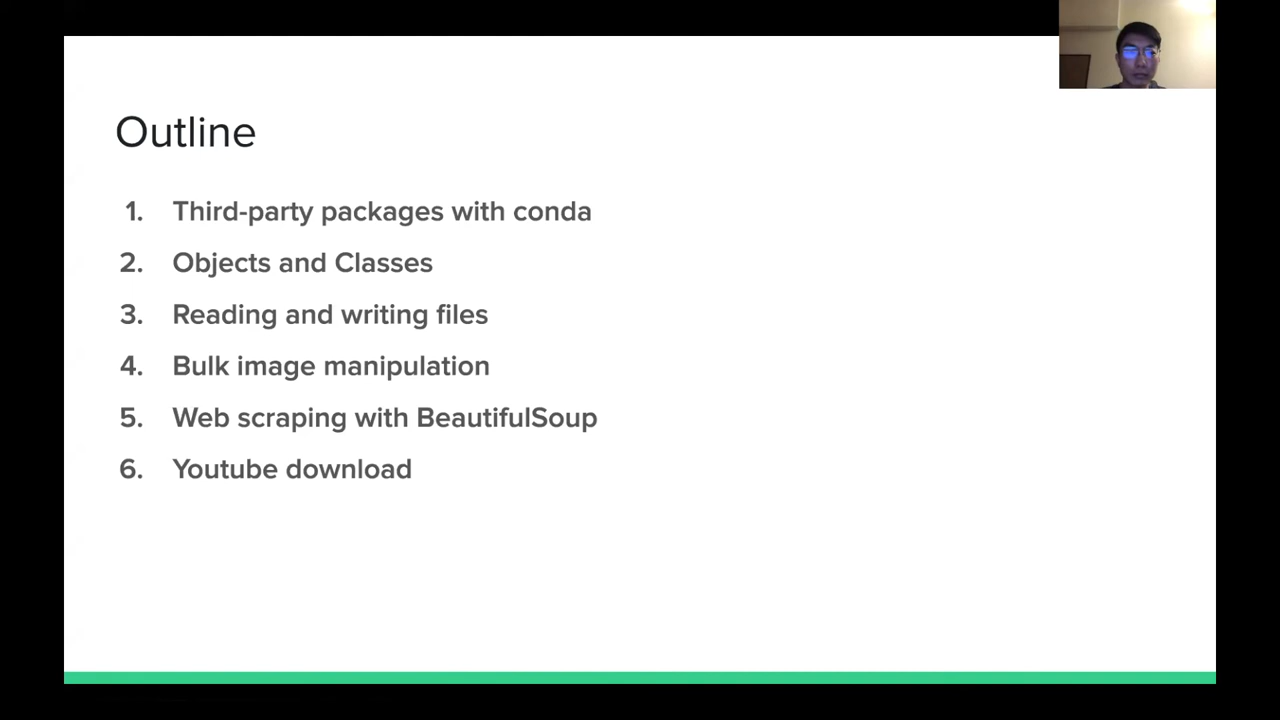 Outline
1. Third-party packages with conda
2. Objects and Classes
3. Reading and writing files
4. Bulk image manipulation
5. Web scraping with BeautifulSoup
6. Youtube download